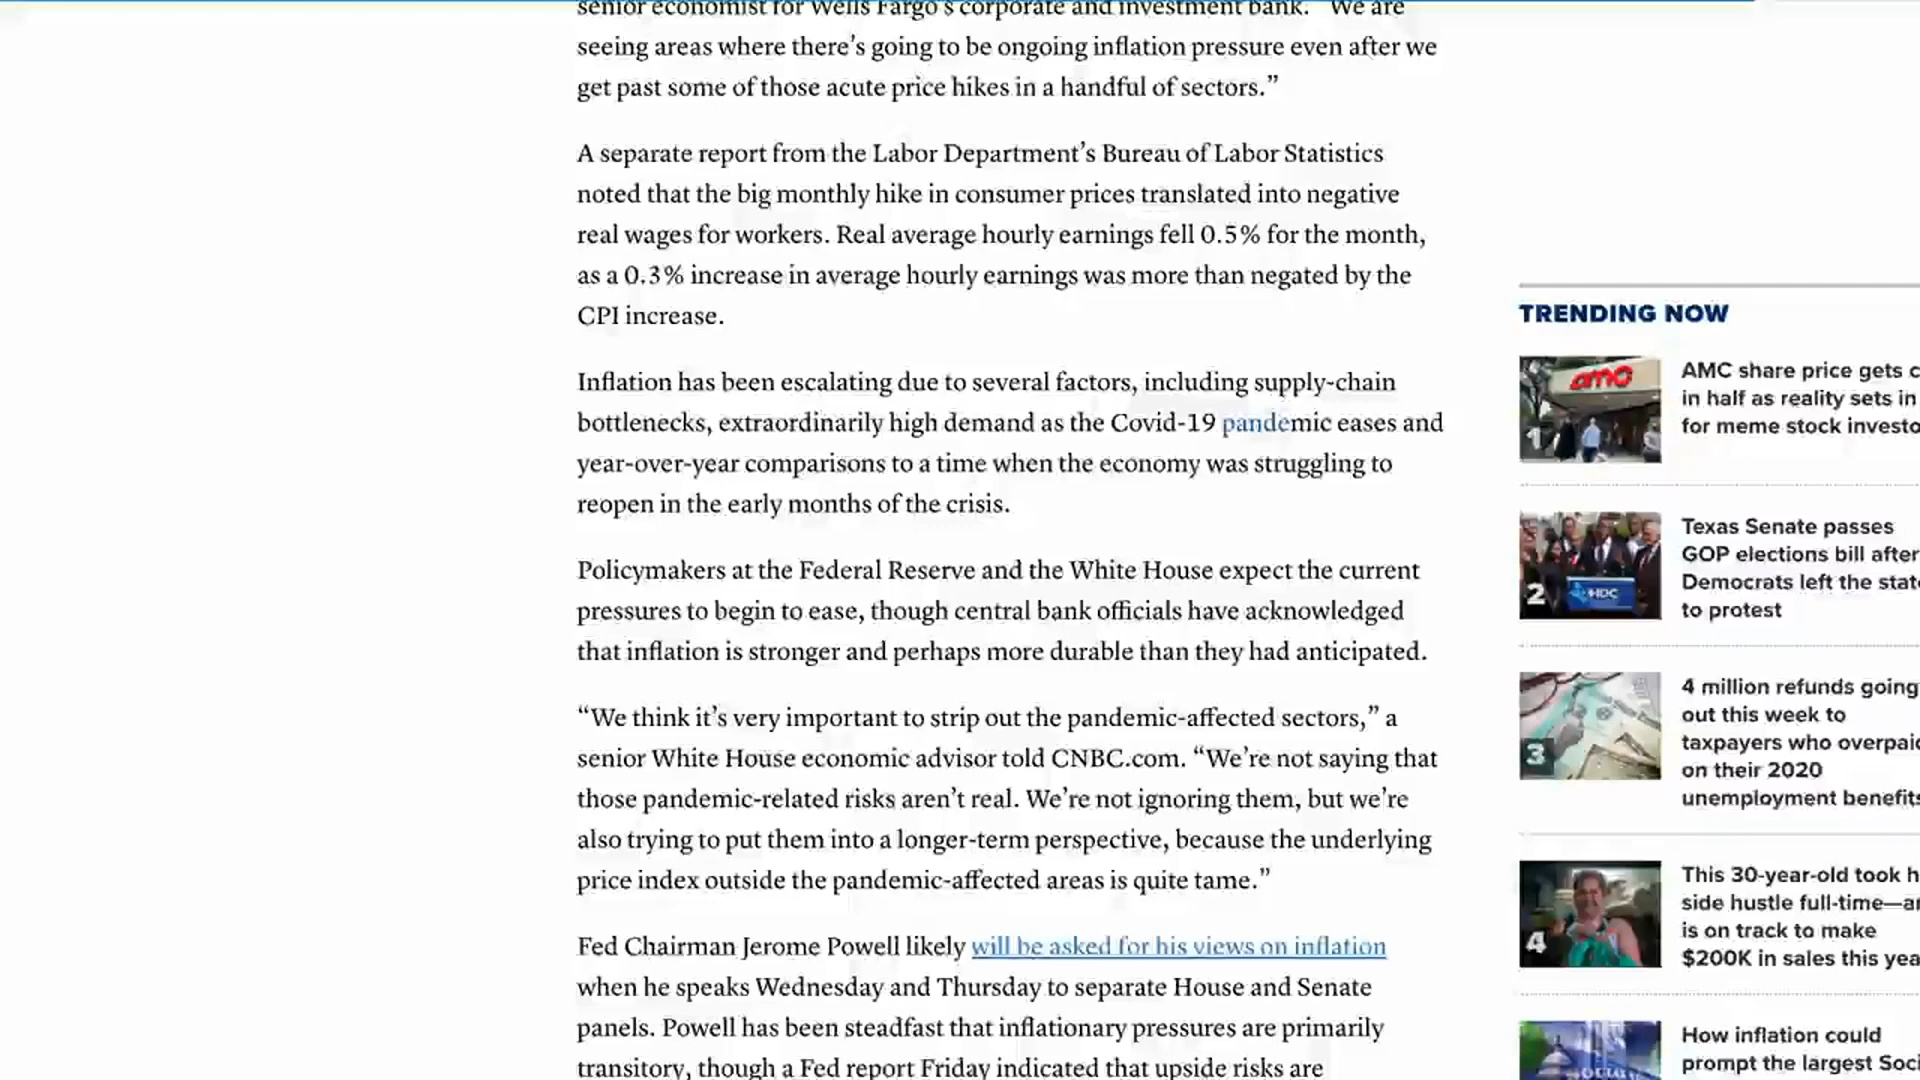 senior economist for Wells Fargo's corporate and investment bank. "We are
seeing areas where there's going to be ongoing inflation pressure even after we
get past some of those acute price hikes in a handful of sectors."
A separate report from the Labor Department's Bureau of Labor Statistics
noted that the big monthly hike in consumer prices translated into negative
real wages for workers. Real average hourly earnings fell 0.5% for the month,
as a 0.3% increase in average hourly earnings was more than negated by the
CPI increase.
Inflation has been escalating due to several factors, including supply-chain
bottlenecks, extraordinarily high demand as the Covid-19 pandemic eases and
year-over-year comparisons to a time when the economy was struggling to
reopen in the early months of the crisis.
Policymakers at the Federal Reserve and the White House expect the current
pressures to begin to ease, though central bank officials have acknowledged
that inflation is stronger and perhaps more durable than they had anticipated.
“We think it’s very important to strip out the pandemic-affected sectors,” a
senior White House economic advisor told CNBC.com. “We’re not saying that
those pandemic-related risks aren’t real. We’re not ignoring them, but we’re
also trying to put them into a longer-term perspective, because the underlying
price index outside the pandemic-affected areas is quite tame.”
Fed Chairman Jerome Powell likely will be asked for his views on inflation
when he speaks Wednesday and Thursday to separate House and Senate
panels. Powell has been steadfast that inflationary pressures are primarily
transitory, though a Fed report Friday indicated that upside risks are
TRENDING NOW
amc
1
AMC share price gets c
in half as reality sets in
for meme stock investo
2
HDC
Texas Senate passes
GOP elections bill after
Democrats left the stat
to protest
3
4 million refunds going
out this week to
taxpayers who overpaid
on their 2020
unemployment benefits
4
This 30-year-old took h
side hustle full-time—a
is on track to make
$200K in sales this yea
How inflation could
prompt the largest Soci